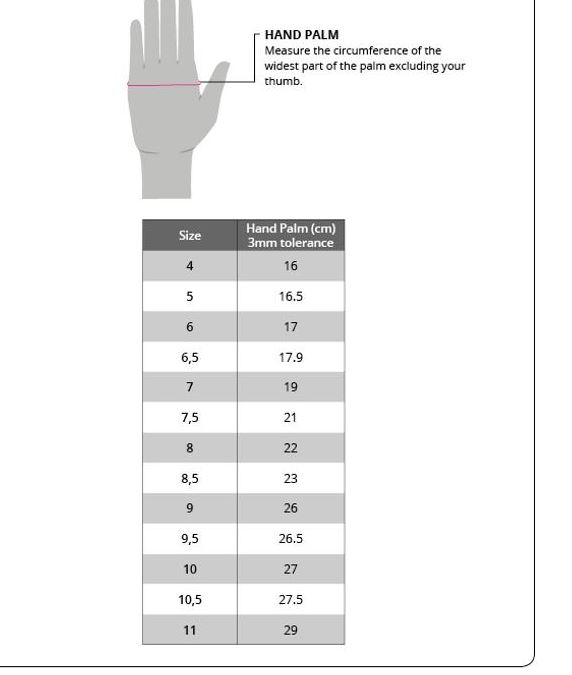 HAND PALM
Measure the circumference of the
widest part of the palm excluding your
thumb.
Size Hand Palm (cm)
3mm tolerance
4 16
5 16.5
6 17
6,5 17.9
7 19
7,5 21
8 22
8,5 23
9 26
9,5 26.5
10 27
10,5 27.5
11 29